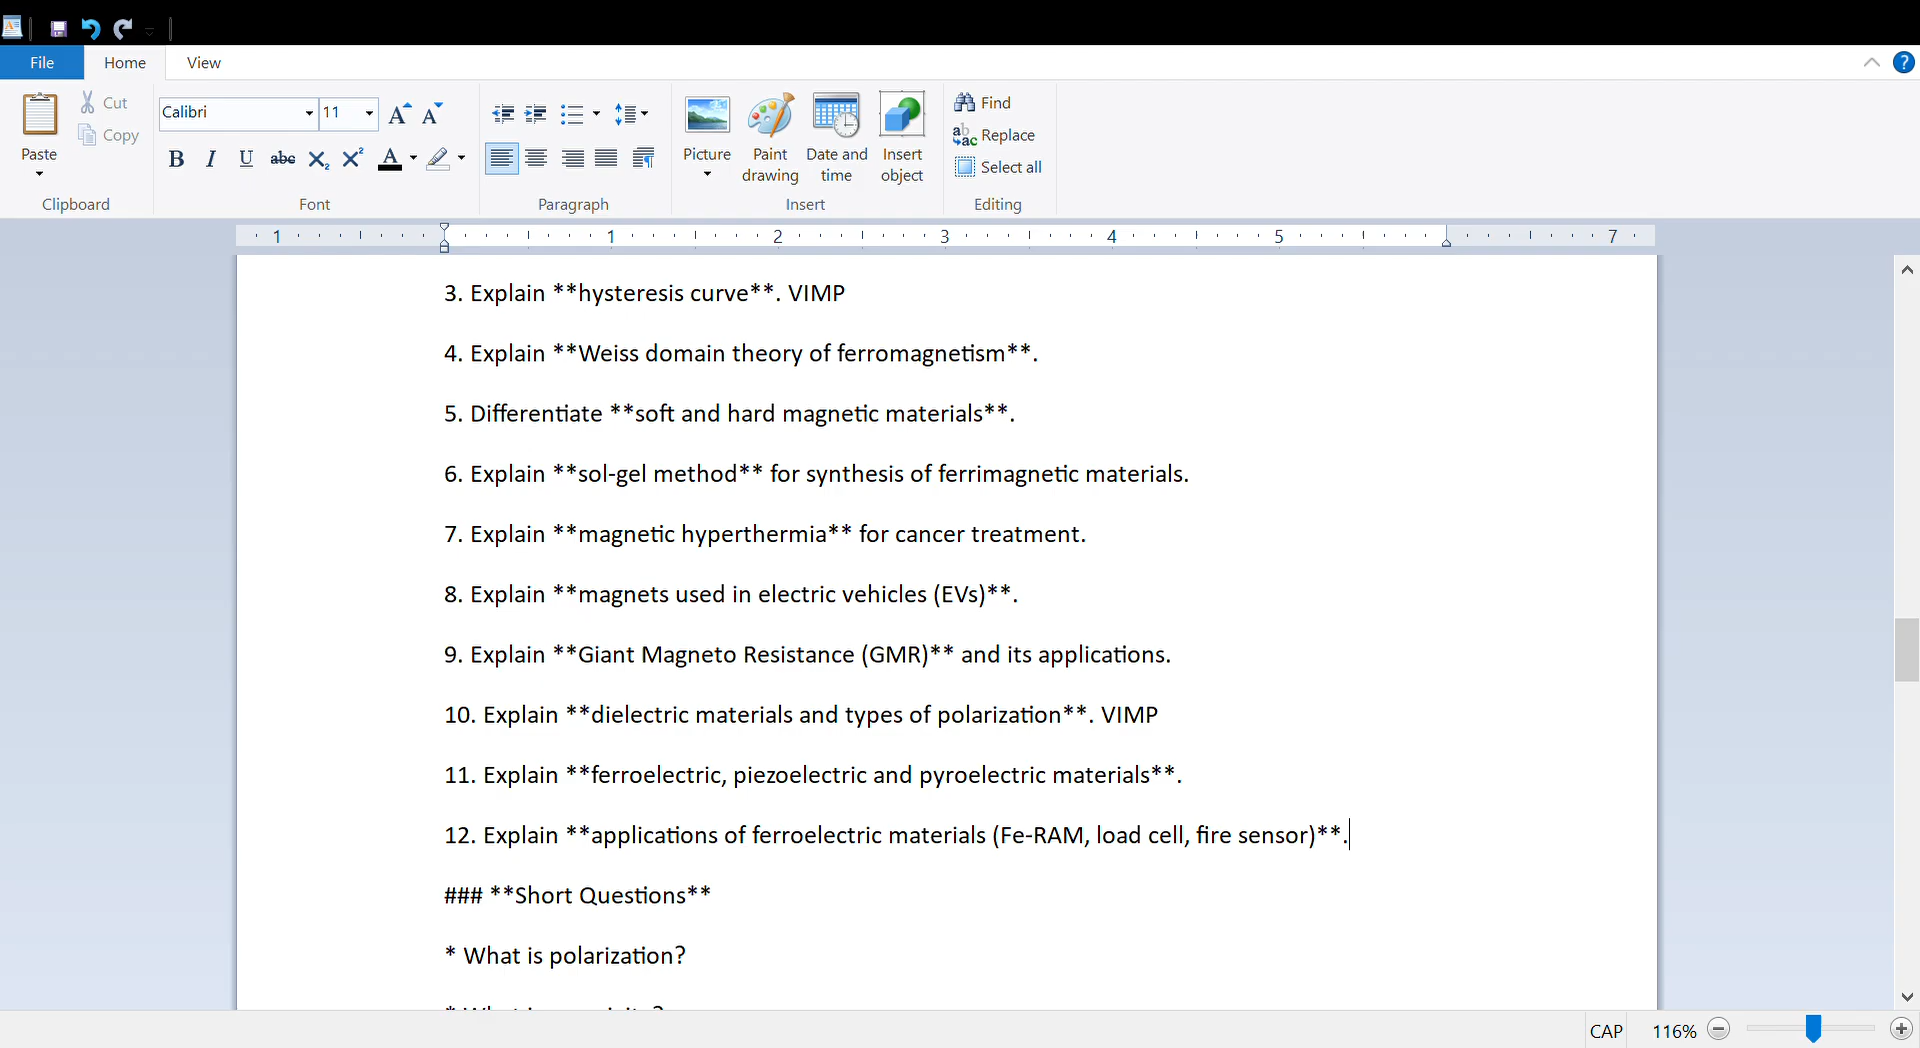 File Home View
Paste
Cut
Copy
Clipboard
Calibri 11
B I U abc X₂ X² A
Font
Paragraph
Picture
Paint drawing
Date and time
Insert object
Insert
Find
Replace
Select all
Editing
1 1 2 3 4 5 7
3. Explain **hysteresis curve**. VIMP
4. Explain **Weiss domain theory of ferromagnetism**.
5. Differentiate **soft and hard magnetic materials**.
6. Explain **sol-gel method** for synthesis of ferrimagnetic materials.
7. Explain **magnetic hyperthermia** for cancer treatment.
8. Explain **magnets used in electric vehicles (EVs)**.
9. Explain **Giant Magneto Resistance (GMR)** and its applications.
10. Explain **dielectric materials and types of polarization**. VIMP
11. Explain **ferroelectric, piezoelectric and pyroelectric materials**.
12. Explain **applications of ferroelectric materials (Fe-RAM, load cell, fire sensor)**.
### **Short Questions**
* What is polarization?
CAP 116%